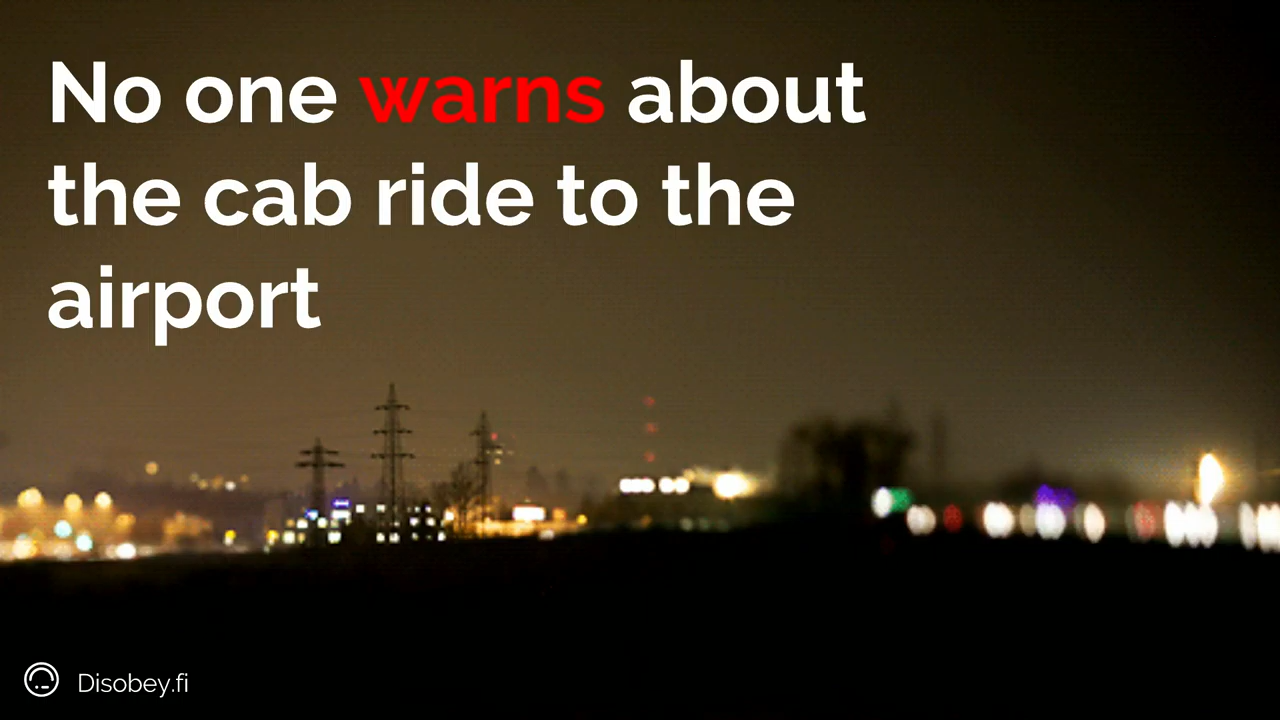 No one warns about
the cab ride to the
airport
Disobey.fi